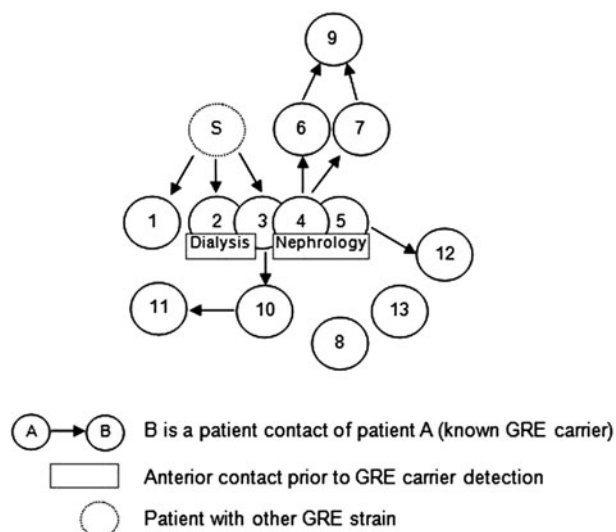 9
S
6 7
1 2 3 4 5
Dialysis Nephrology
12
11 10 13
8
A B B is a patient contact of patient A (known GRE carrier)
Anterior contact prior to GRE carrier detection
Patient with other GRE strain